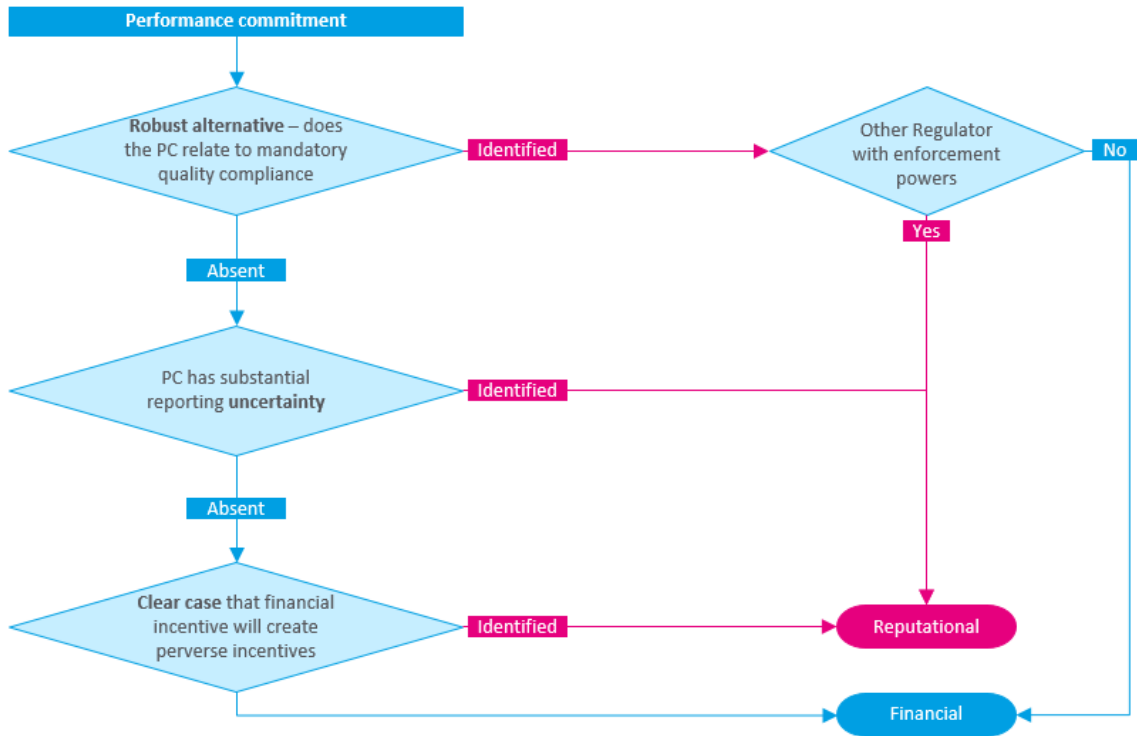 Performance commitment
Robust alternative – does
the PC relate to mandatory
quality compliance
Identified
Other Regulator
with enforcement
powers
No
Yes
Absent
PC has substantial
reporting uncertainty
Identified
Absent
Clear case that financial
incentive will create
perverse incentives
Identified
Reputational
Financial